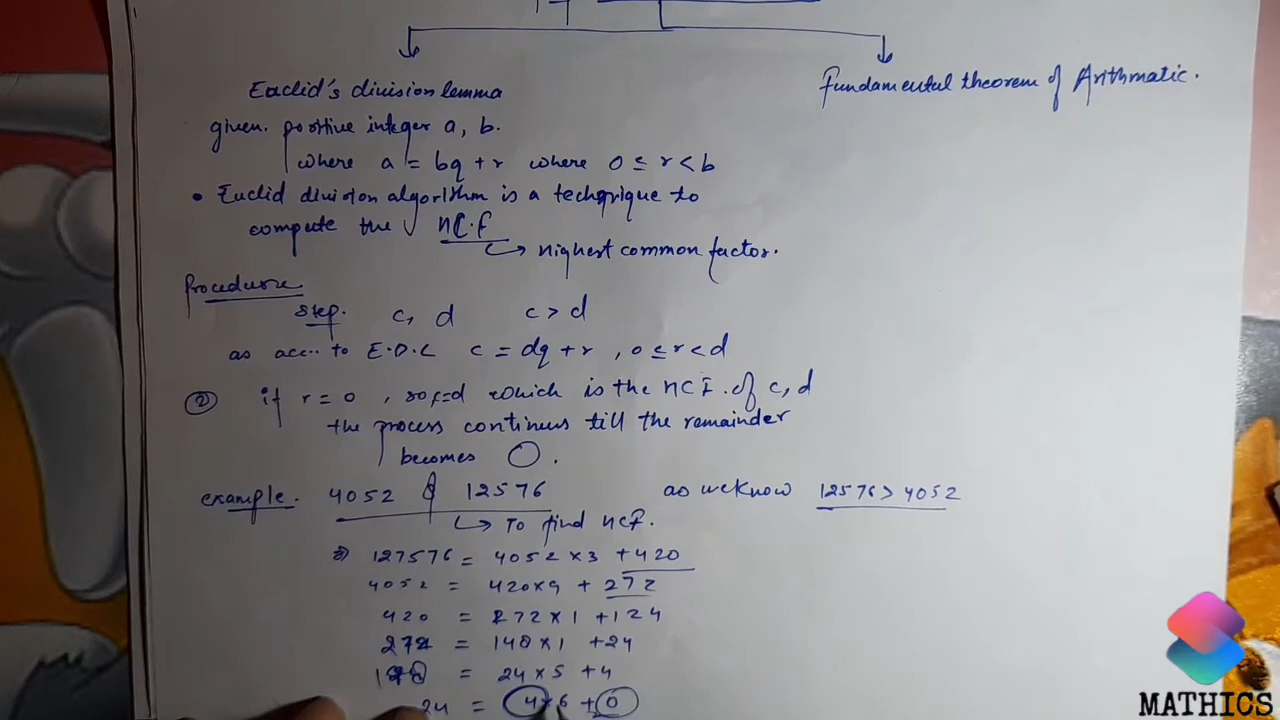 Euclid's division lemma
Fundamental theorem of Arithmatic.
given. positive integer a, b.
where a = bq + r where 0 ≤ r < b
• Euclid division algorithm is a technique to
compute the H.C.F
↳ Highest common factor.
Procedure
step. c, d c > d
as acc.. to E.D.L c = dq + r , 0 ≤ r < d
② if r = 0 , so, =d which is the HCF. of c, d
the process continues till the remainder
becomes 0.
example. 4052 & 12576 as we know 12576 > 4052
↳ To find HCF.
127576 = 4052 × 3 + 420
4052 = 420 × 9 + 272
420 = 272 × 1 + 124
272 = 148 × 1 + 24
= 24 × 5 + 4
24 = 4 × 6 + 0
MATHICS